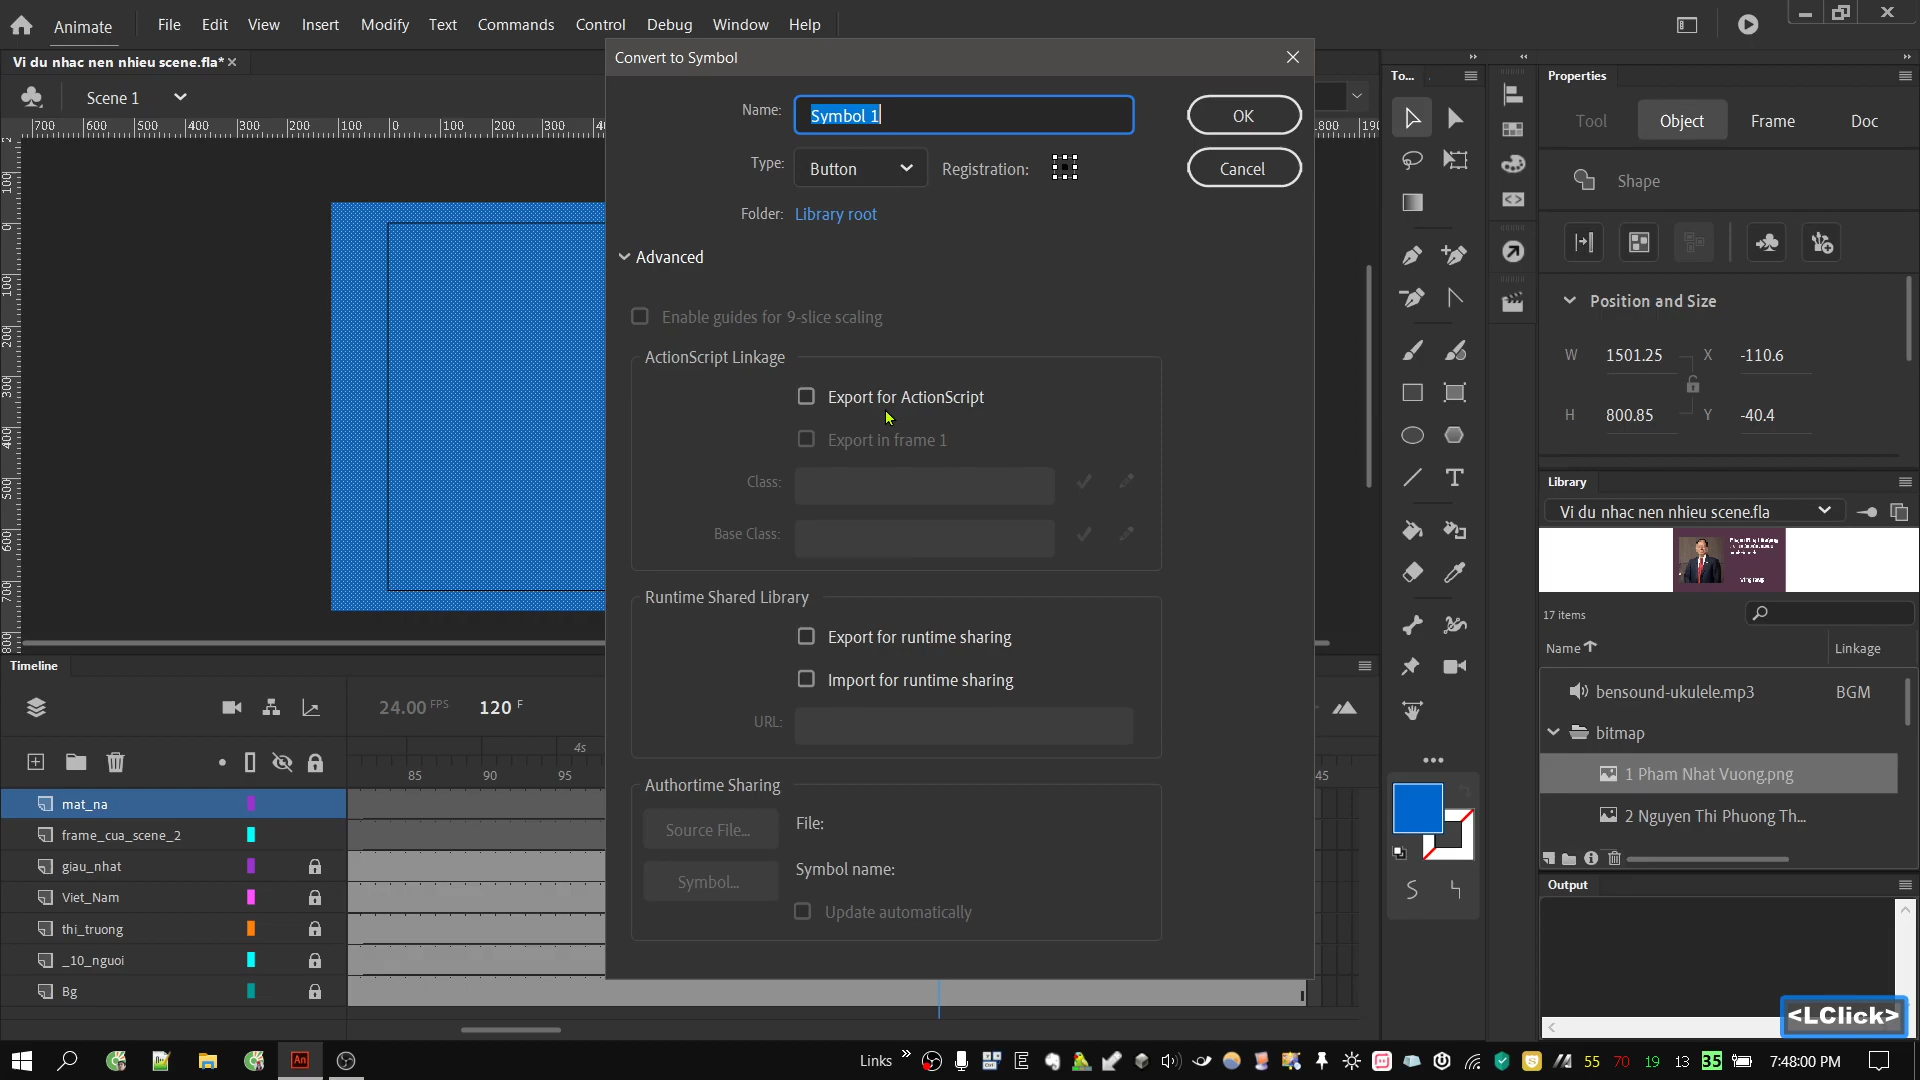 Animate File Edit View Insert Modify Text Commands Control Debug Window Help
Vi du nhac nen nhieu scene.fla*
Scene 1
Convert to Symbol
Name: Symbol 1
OK
Type: Button Registration:
Cancel
Folder: Library root
Advanced
Enable guides for 9-slice scaling
ActionScript Linkage
Export for ActionScript
Export in frame 1
Class:
Base Class:
Runtime Shared Library
Export for runtime sharing
Import for runtime sharing
URL:
Authortime Sharing
Source File... File:
Symbol... Symbol name:
Update automatically
To...
Properties
Tool Object Frame Doc
Shape
Position and Size
W 1501.25 X -110.6
H 800.85 Y -40.4
Library
Vi du nhac nen nhieu scene.fla
17 items
Name Linkage
bensound-ukulele.mp3 BGM
bitmap
1 Pham Nhat Vuong.png
2 Nguyen Thi Phuong Th...
Output
<LClick>
Timeline
24.00 FPS 120 F
4s
85 90 95 45
mat_na
frame_cua_scene_2
giau_nhat
Viet_Nam
thi_truong
_10_nguoi
Bg
Links 55 70 19 13 35 7:48:00 PM